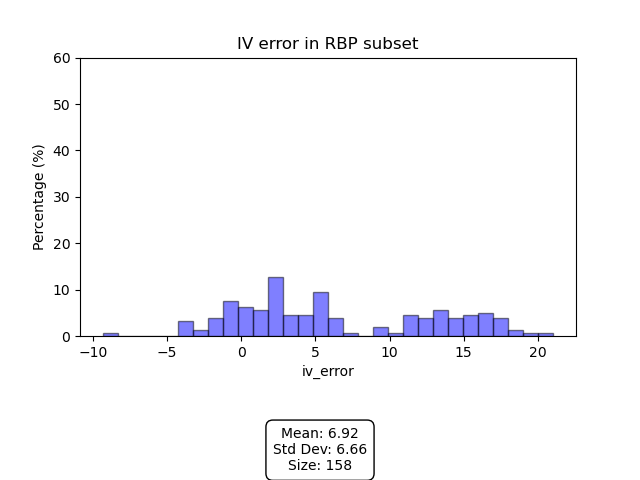 IV error in RBP subset
60
50
40
30
20
10
0
Percentage (%)
−10
−5
0
5
10
15
20
iv_error
Mean: 6.92
Std Dev: 6.66
Size: 158